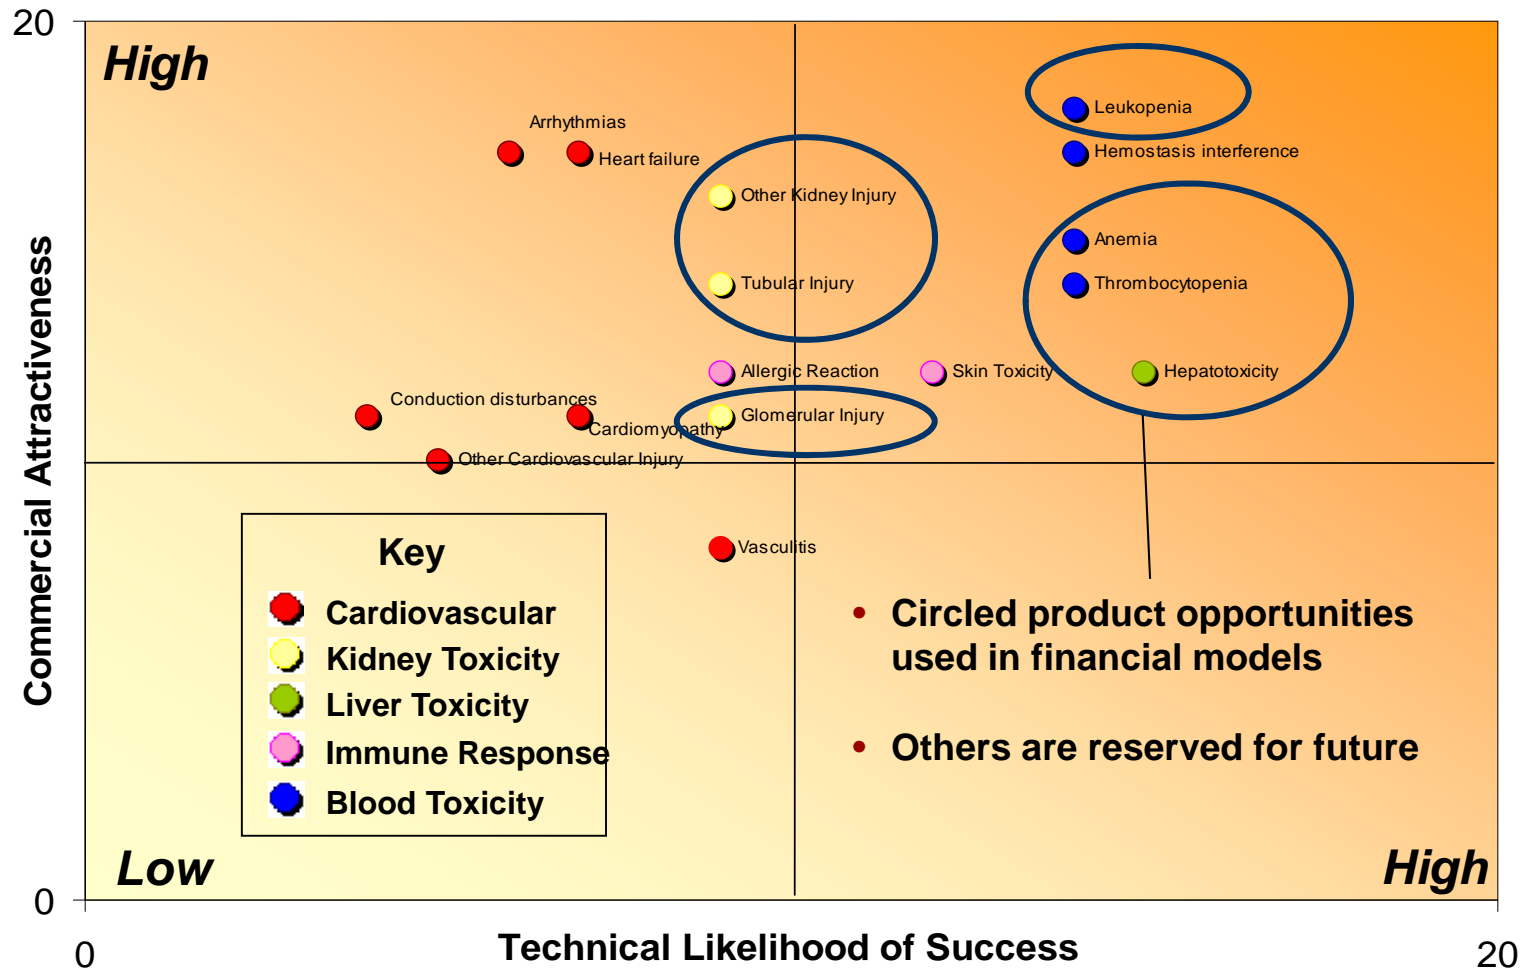 20
High
Leukopenia
Arrhythmias
Heart failure
Hemostasis interference
Other Kidney Injury
Anemia
Tubular Injury
Thrombocytopenia
Allergic Reaction
Skin Toxicity
Hepatotoxicity
Conduction disturbances
Glomerular Injury
Cardiomyopathy
Other Cardiovascular Injury
Vasculitis
Commercial Attractiveness
Key
Cardiovascular
Kidney Toxicity
Liver Toxicity
Immune Response
Blood Toxicity
• Circled product opportunities
used in financial models
• Others are reserved for future
Low
High
0
0
Technical Likelihood of Success
20